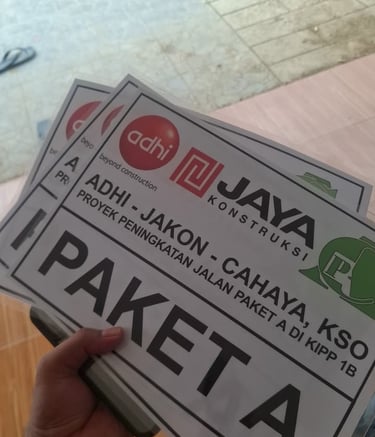 adhi
beyond construction
JAYA
KONSTRUKSI
ADHI - JAKON - CAHAYA, KSO
PROYEK PENINGKATAN JALAN PAKET A DI KIPP 1B
PAKET A